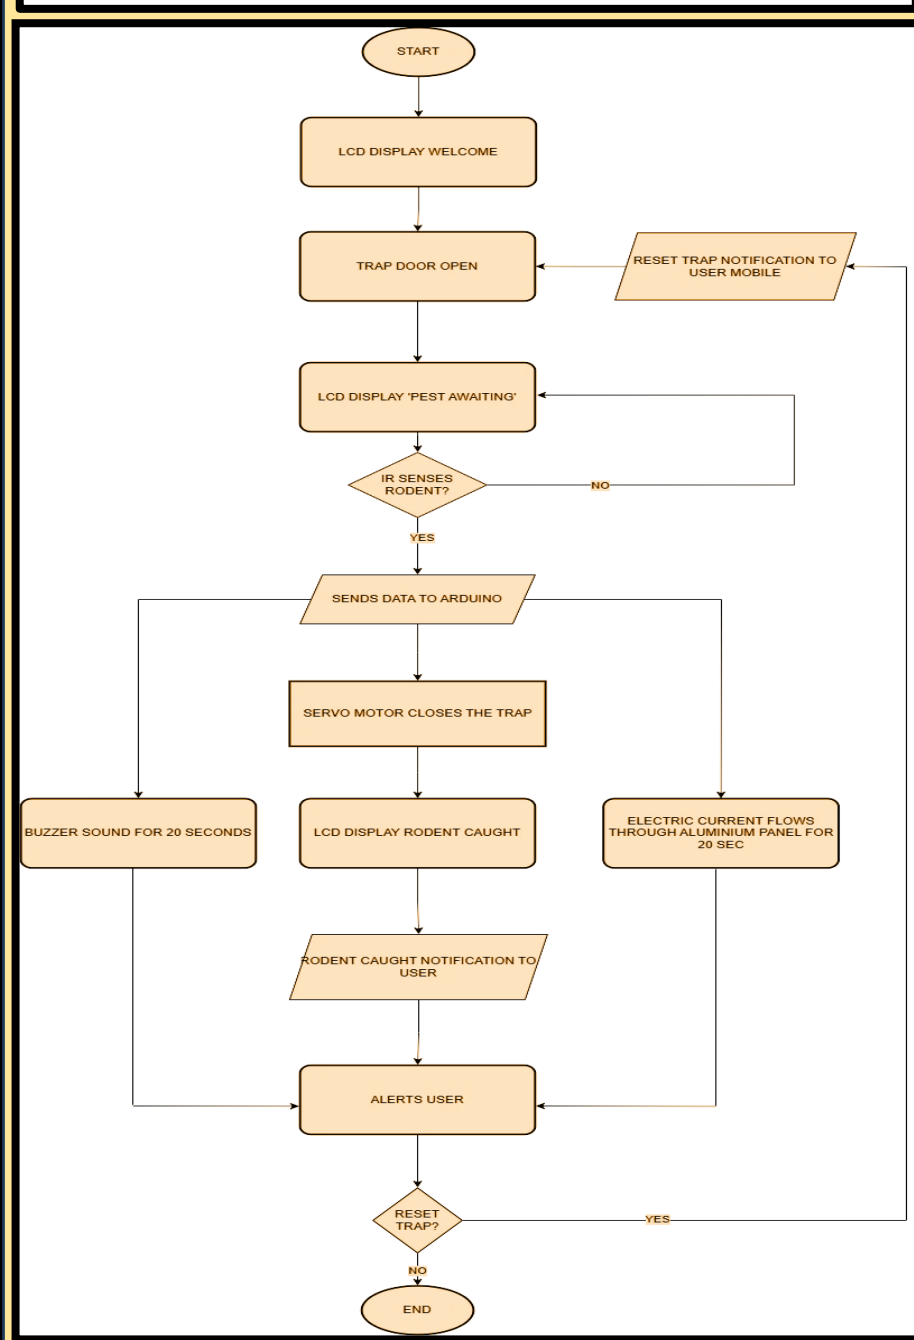 START
LCD DISPLAY WELCOME
TRAP DOOR OPEN
RESET TRAP NOTIFICATION TO
USER MOBILE
LCD DISPLAY 'PEST AWAITING'
IR SENSES
RODENT?
NO
YES
SENDS DATA TO ARDUINO
SERVO MOTOR CLOSES THE TRAP
BUZZER SOUND FOR 20 SECONDS
LCD DISPLAY RODENT CAUGHT
ELECTRIC CURRENT FLOWS
THROUGH ALUMINIUM PANEL FOR
20 SEC
RODENT CAUGHT NOTIFICATION TO
USER
ALERTS USER
RESET
TRAP?
YES
NO
END